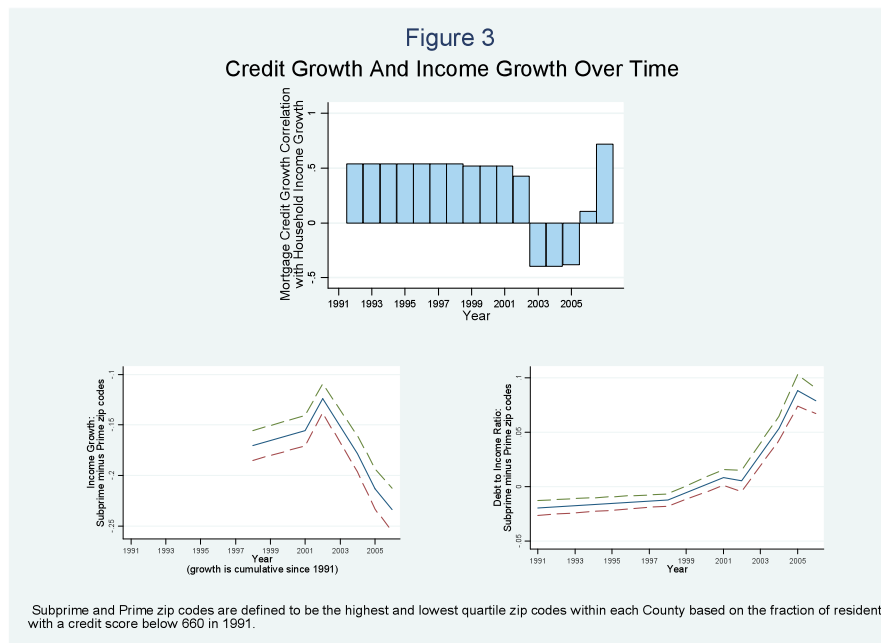 Figure 3
Credit Growth And Income Growth Over Time
Mortgage Credit Growth Correlation
with Household Income Growth
1
.5
0
-.5
1991 1993 1995 1997 1999 2001 2003 2005
Year
Income Growth:
Subprime minus Prime zip codes
-.1
-.15
-.2
-.25
1991 1993 1995 1997 1999 2001 2003 2005
Year
(growth is cumulative since 1991)
Debt to Income Ratio:
Subprime minus Prime zip codes
.1
.05
0
-.05
1991 1993 1995 1997 1999 2001 2003 2005
Year
Subprime and Prime zip codes are defined to be the highest and lowest quartile zip codes within each County based on the fraction of resident
with a credit score below 660 in 1991.